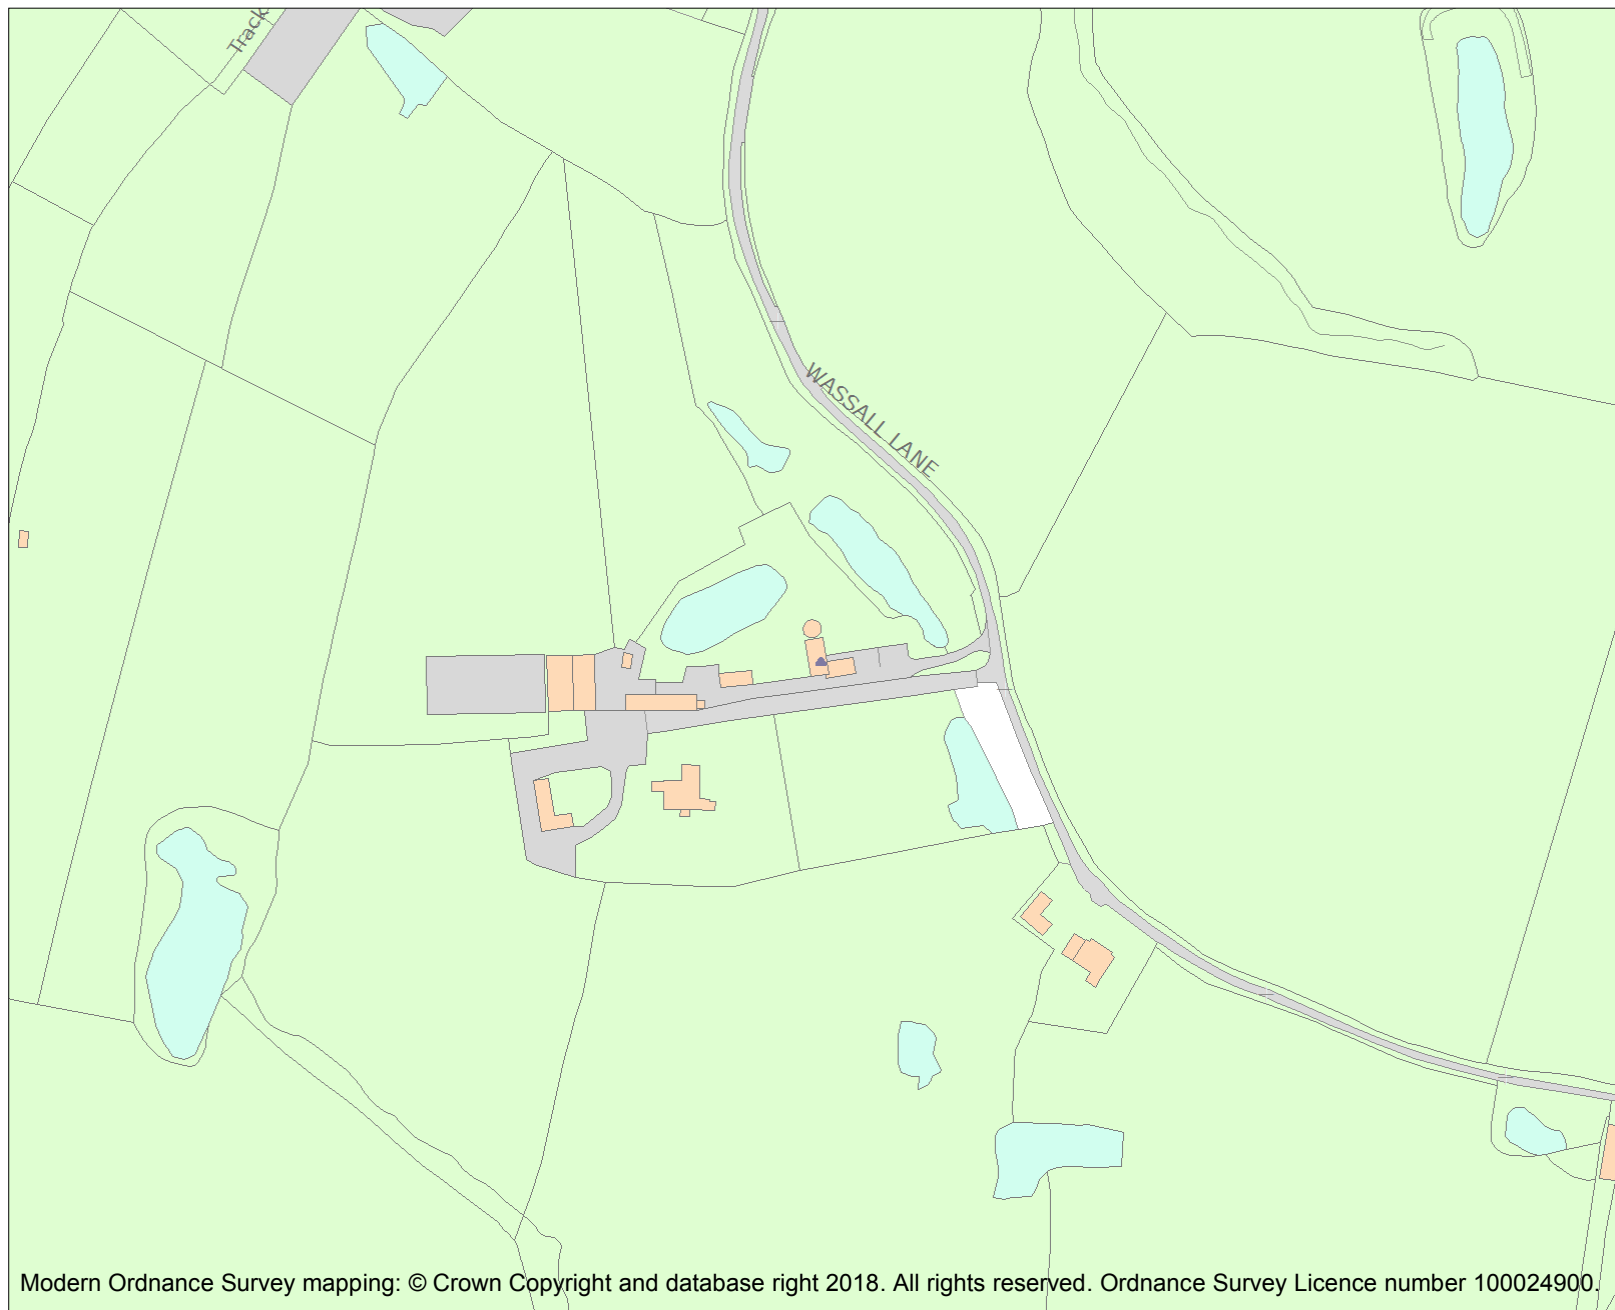 Track
WASSALL LANE
Modern Ordnance Survey mapping: © Crown Copyright and database right 2018. All rights reserved. Ordnance Survey Licence number 100024900.